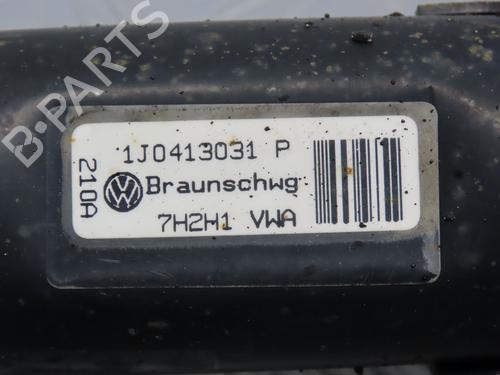 B-PARTS
1J0413031 P
210A
Braunschwg
7H2H1 VWA